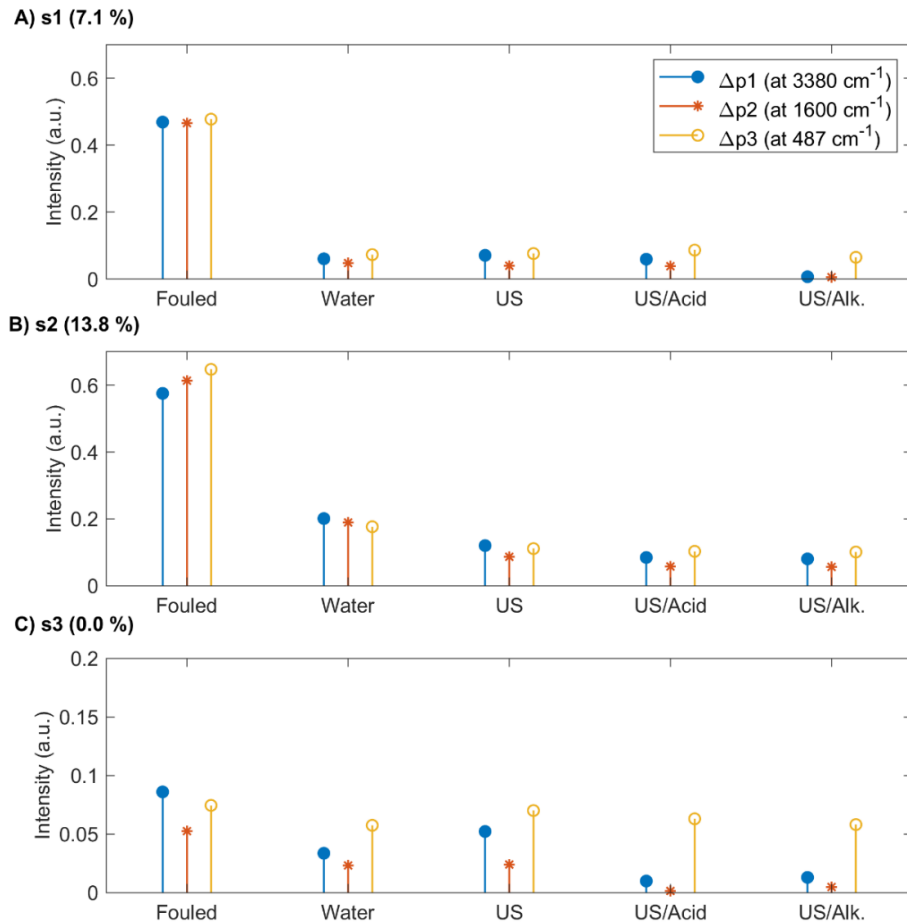 A) s1 (7.1 %)
Intensity (a.u.)
0.6
0.4
0.2
0
Δp1 (at 3380 cm⁻¹)
Δp2 (at 1600 cm⁻¹)
Δp3 (at 487 cm⁻¹)
Fouled Water US US/Acid US/Alk.
B) s2 (13.8 %)
Intensity (a.u.)
0.6
0.4
0.2
0
Fouled Water US US/Acid US/Alk.
C) s3 (0.0 %)
Intensity (a.u.)
0.2
0.15
0.1
0.05
0
Fouled Water US US/Acid US/Alk.